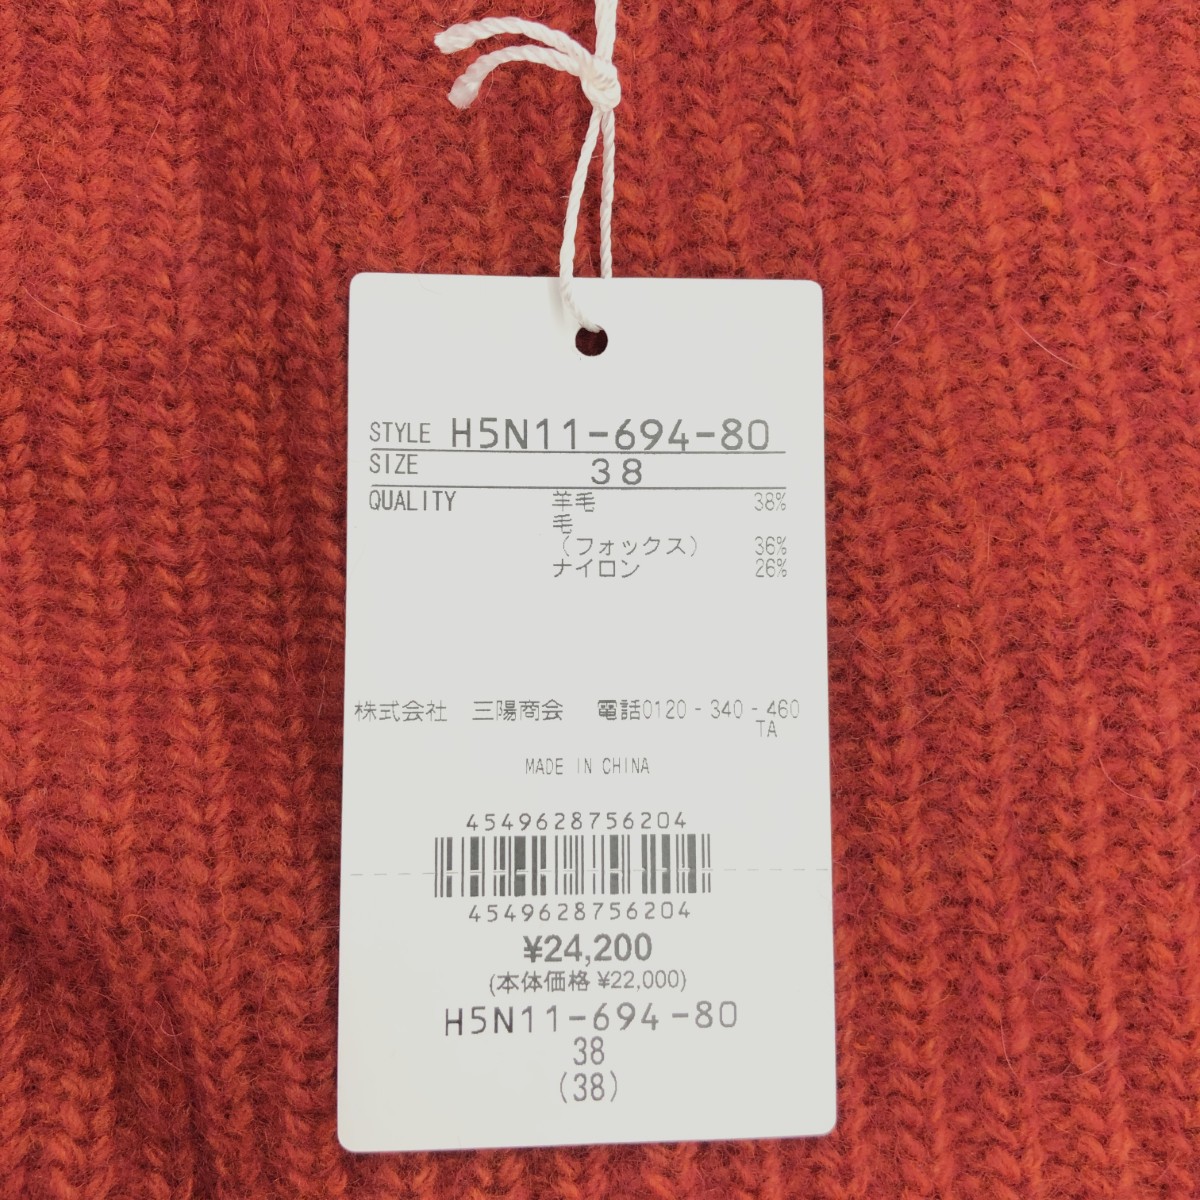 STYLE H5N11-694-80
SIZE 38
QUALITY 羊毛 38%
毛
（フォックス） 36%
ナイロン 26%
株式会社 三陽商会 電話0120-340-460
TA
MADE IN CHINA
4549628756204
4549628756204
¥24,200
(本体価格 ¥22,000)
H5N11-694-80
38
(38)